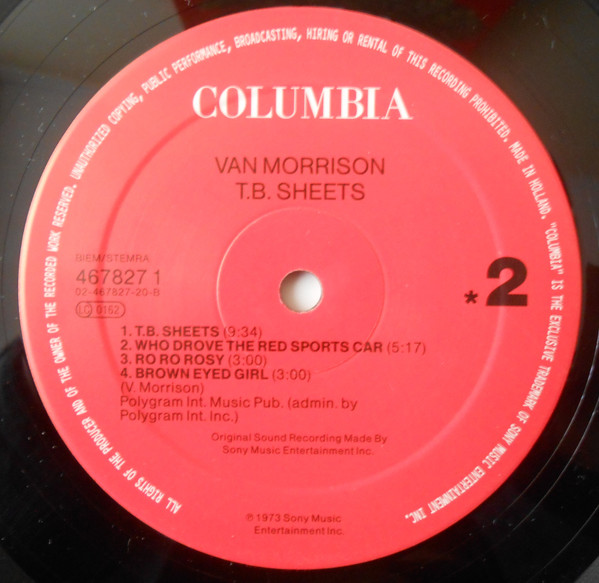 UNAUTHORIZED COPYING, PUBLIC PERFORMANCE, BROADCASTING, HIRING OR RENTAL OF THIS RECORDING PROHIBITED. MADE IN HOLLAND. "COLUMBIA" IS THE EXCLUSIVE TRADEMARK OF SONY MUSIC ENTERTAINMENT INC.
COLUMBIA
VAN MORRISON
T.B. SHEETS
BIEM/STEMRA
467827 1
02-467827-20-B
LC 0162
*2
1. T.B. SHEETS (9:34)
2. WHO DROVE THE RED SPORTS CAR (5:17)
3. RO RO ROSY (3:00)
4. BROWN EYED GIRL (3:00)
(V. Morrison)
Polygram Int. Music Pub. (admin. by
Polygram Int. Inc.)
Original Sound Recording Made By
Sony Music Entertainment Inc.
℗ 1973 Sony Music
Entertainment Inc.
ALL RIGHTS OF THE PRODUCER AND OF THE OWNER OF THE RECORDED WORK RESERVED.